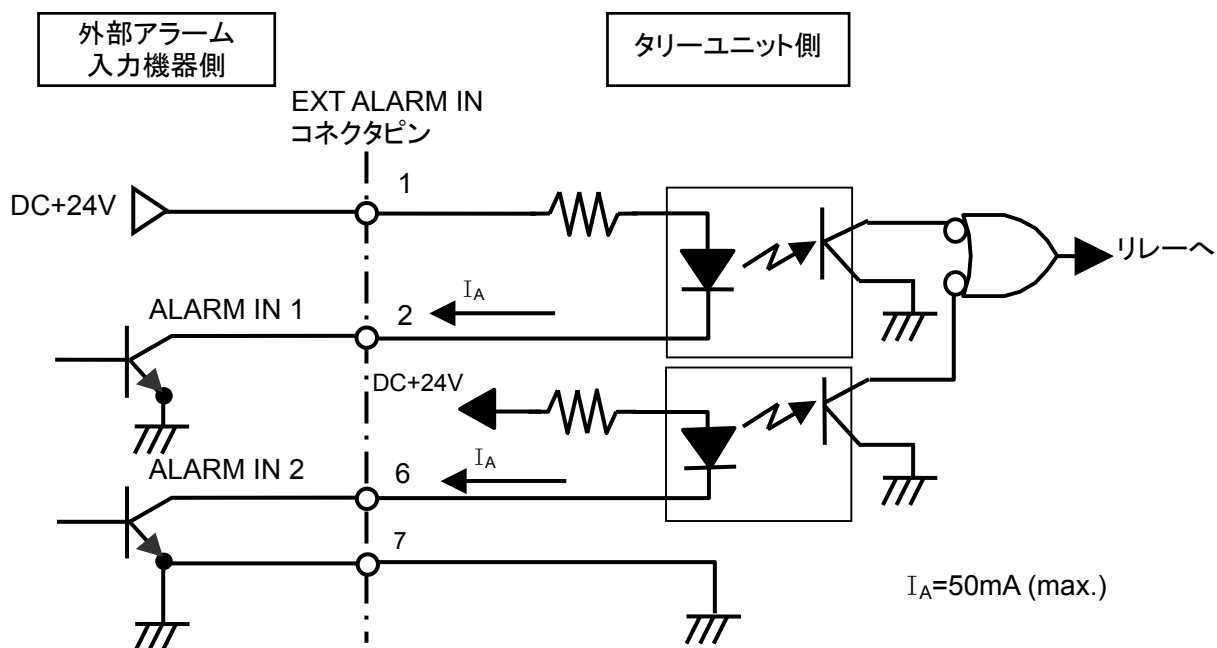 外部アラーム
入力機器側
タリーユニット側
EXT ALARM IN
コネクタピン
1
DC+24V
リレーへ
IA
ALARM IN 1
2
DC+24V
IA
ALARM IN 2
6
7
IA=50mA (max.)